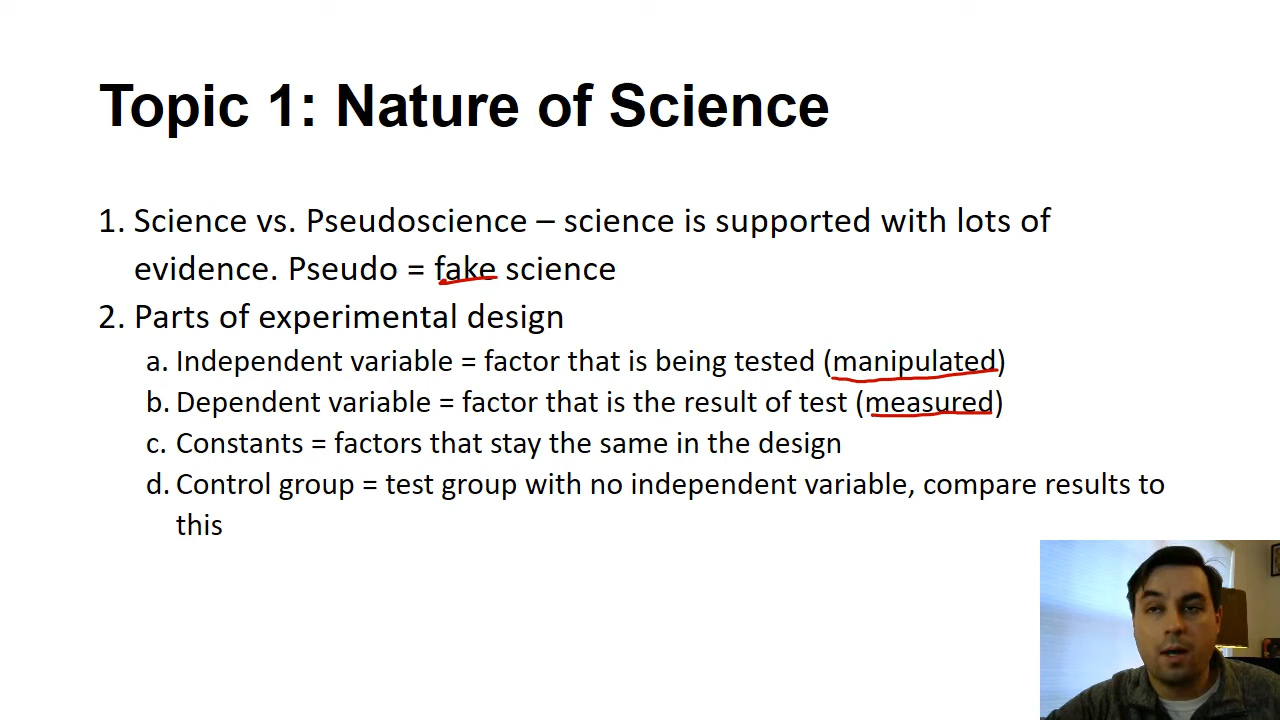 Topic 1: Nature of Science
1. Science vs. Pseudoscience – science is supported with lots of
evidence. Pseudo = fake science
2. Parts of experimental design
a. Independent variable = factor that is being tested (manipulated)
b. Dependent variable = factor that is the result of test (measured)
c. Constants = factors that stay the same in the design
d. Control group = test group with no independent variable, compare results to
this